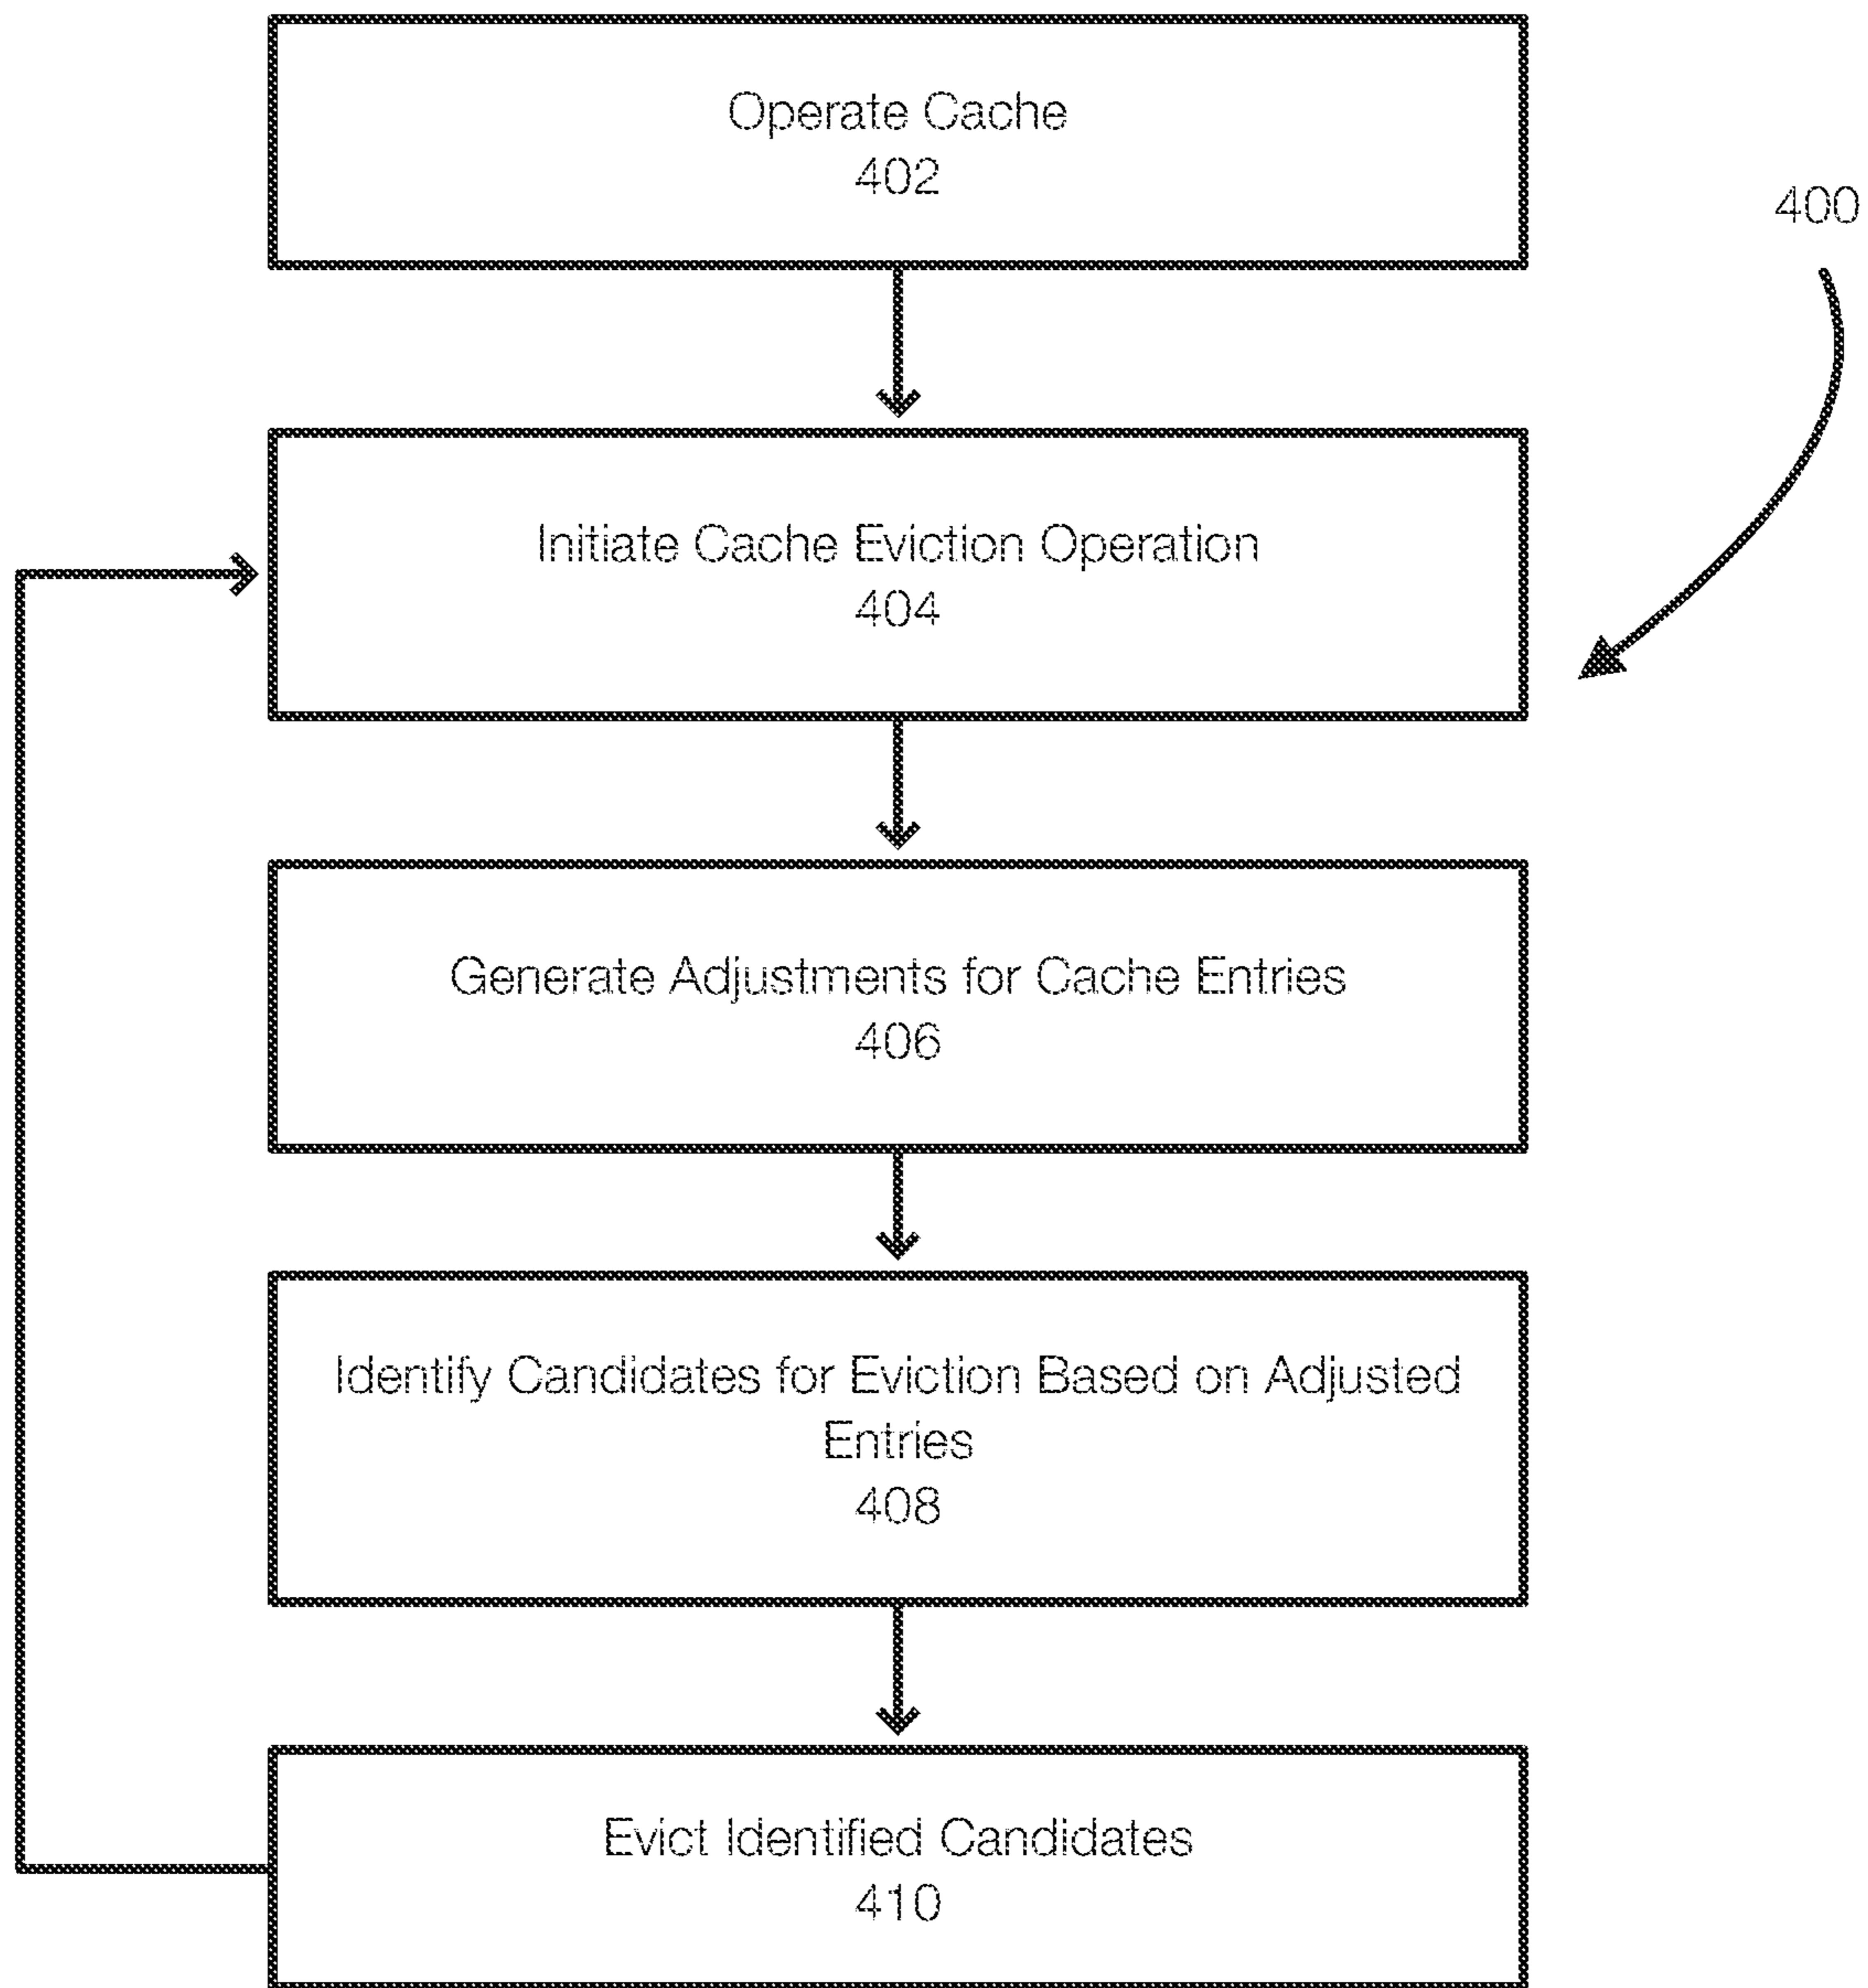 Operate Cache
402
400
Initiate Cache Eviction Operation
404
Generate Adjustments for Cache Entries
406
Identify Candidates for Eviction Based on Adjusted
Entries
408
Evict Identified Candidates
410